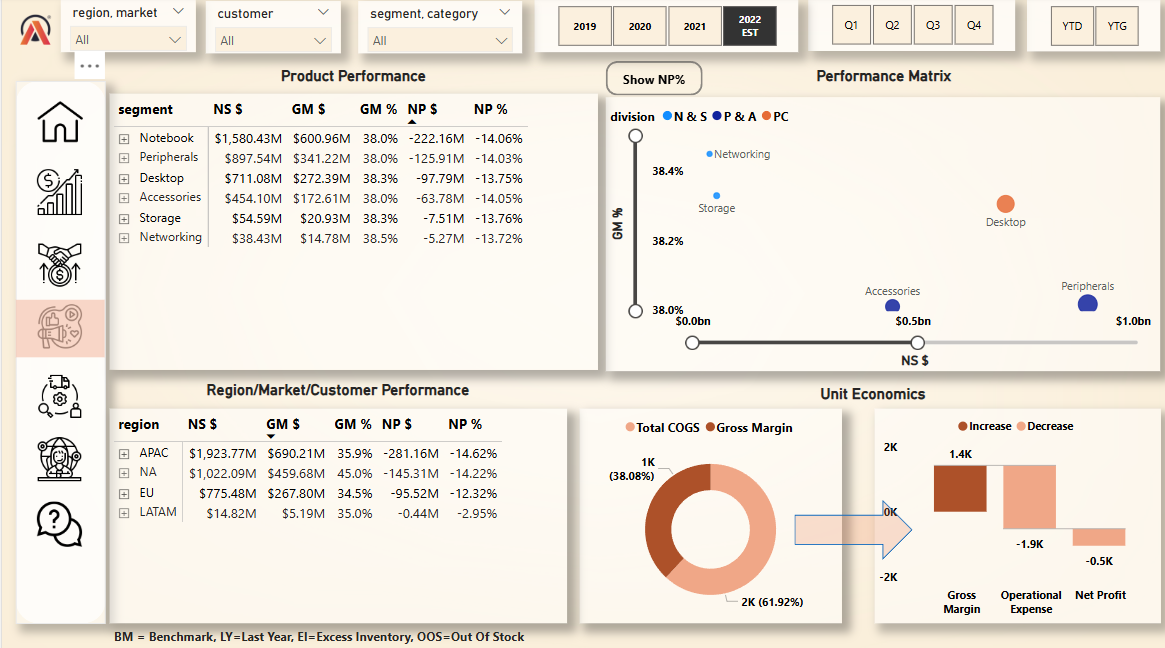 region, market
All
customer
All
segment, category
All
2019
2020
2021
2022
EST
Q1
Q2
Q3
Q4
YTD
YTG
Product Performance
segment NS $ GM $ GM % NP $ NP %
Notebook $1,580.43M $600.96M 38.0% -222.16M -14.06%
Peripherals $897.54M $341.22M 38.0% -125.91M -14.03%
Desktop $711.08M $272.39M 38.3% -97.79M -13.75%
Accessories $454.10M $172.61M 38.0% -63.78M -14.05%
Storage $54.59M $20.93M 38.3% -7.51M -13.76%
Networking $38.43M $14.78M 38.5% -5.27M -13.72%
Show NP%
Performance Matrix
division N & S P & A PC
Networking
38.4%
Storage
Desktop
GM %
38.2%
Accessories
Peripherals
38.0%
$0.0bn $0.5bn $1.0bn
NS $
Region/Market/Customer Performance
region NS $ GM $ GM % NP $ NP %
APAC $1,923.77M $690.21M 35.9% -281.16M -14.62%
NA $1,022.09M $459.68M 45.0% -145.31M -14.22%
EU $775.48M $267.80M 34.5% -95.52M -12.32%
LATAM $14.82M $5.19M 35.0% -0.44M -2.95%
Unit Economics
Total COGS Gross Margin
1K
(38.08%)
2K (61.92%)
Increase Decrease
2K
1.4K
0K
-1.9K
-0.5K
-2K
Gross
Margin
Operational
Expense
Net Profit
BM = Benchmark, LY=Last Year, EI=Excess Inventory, OOS=Out Of Stock